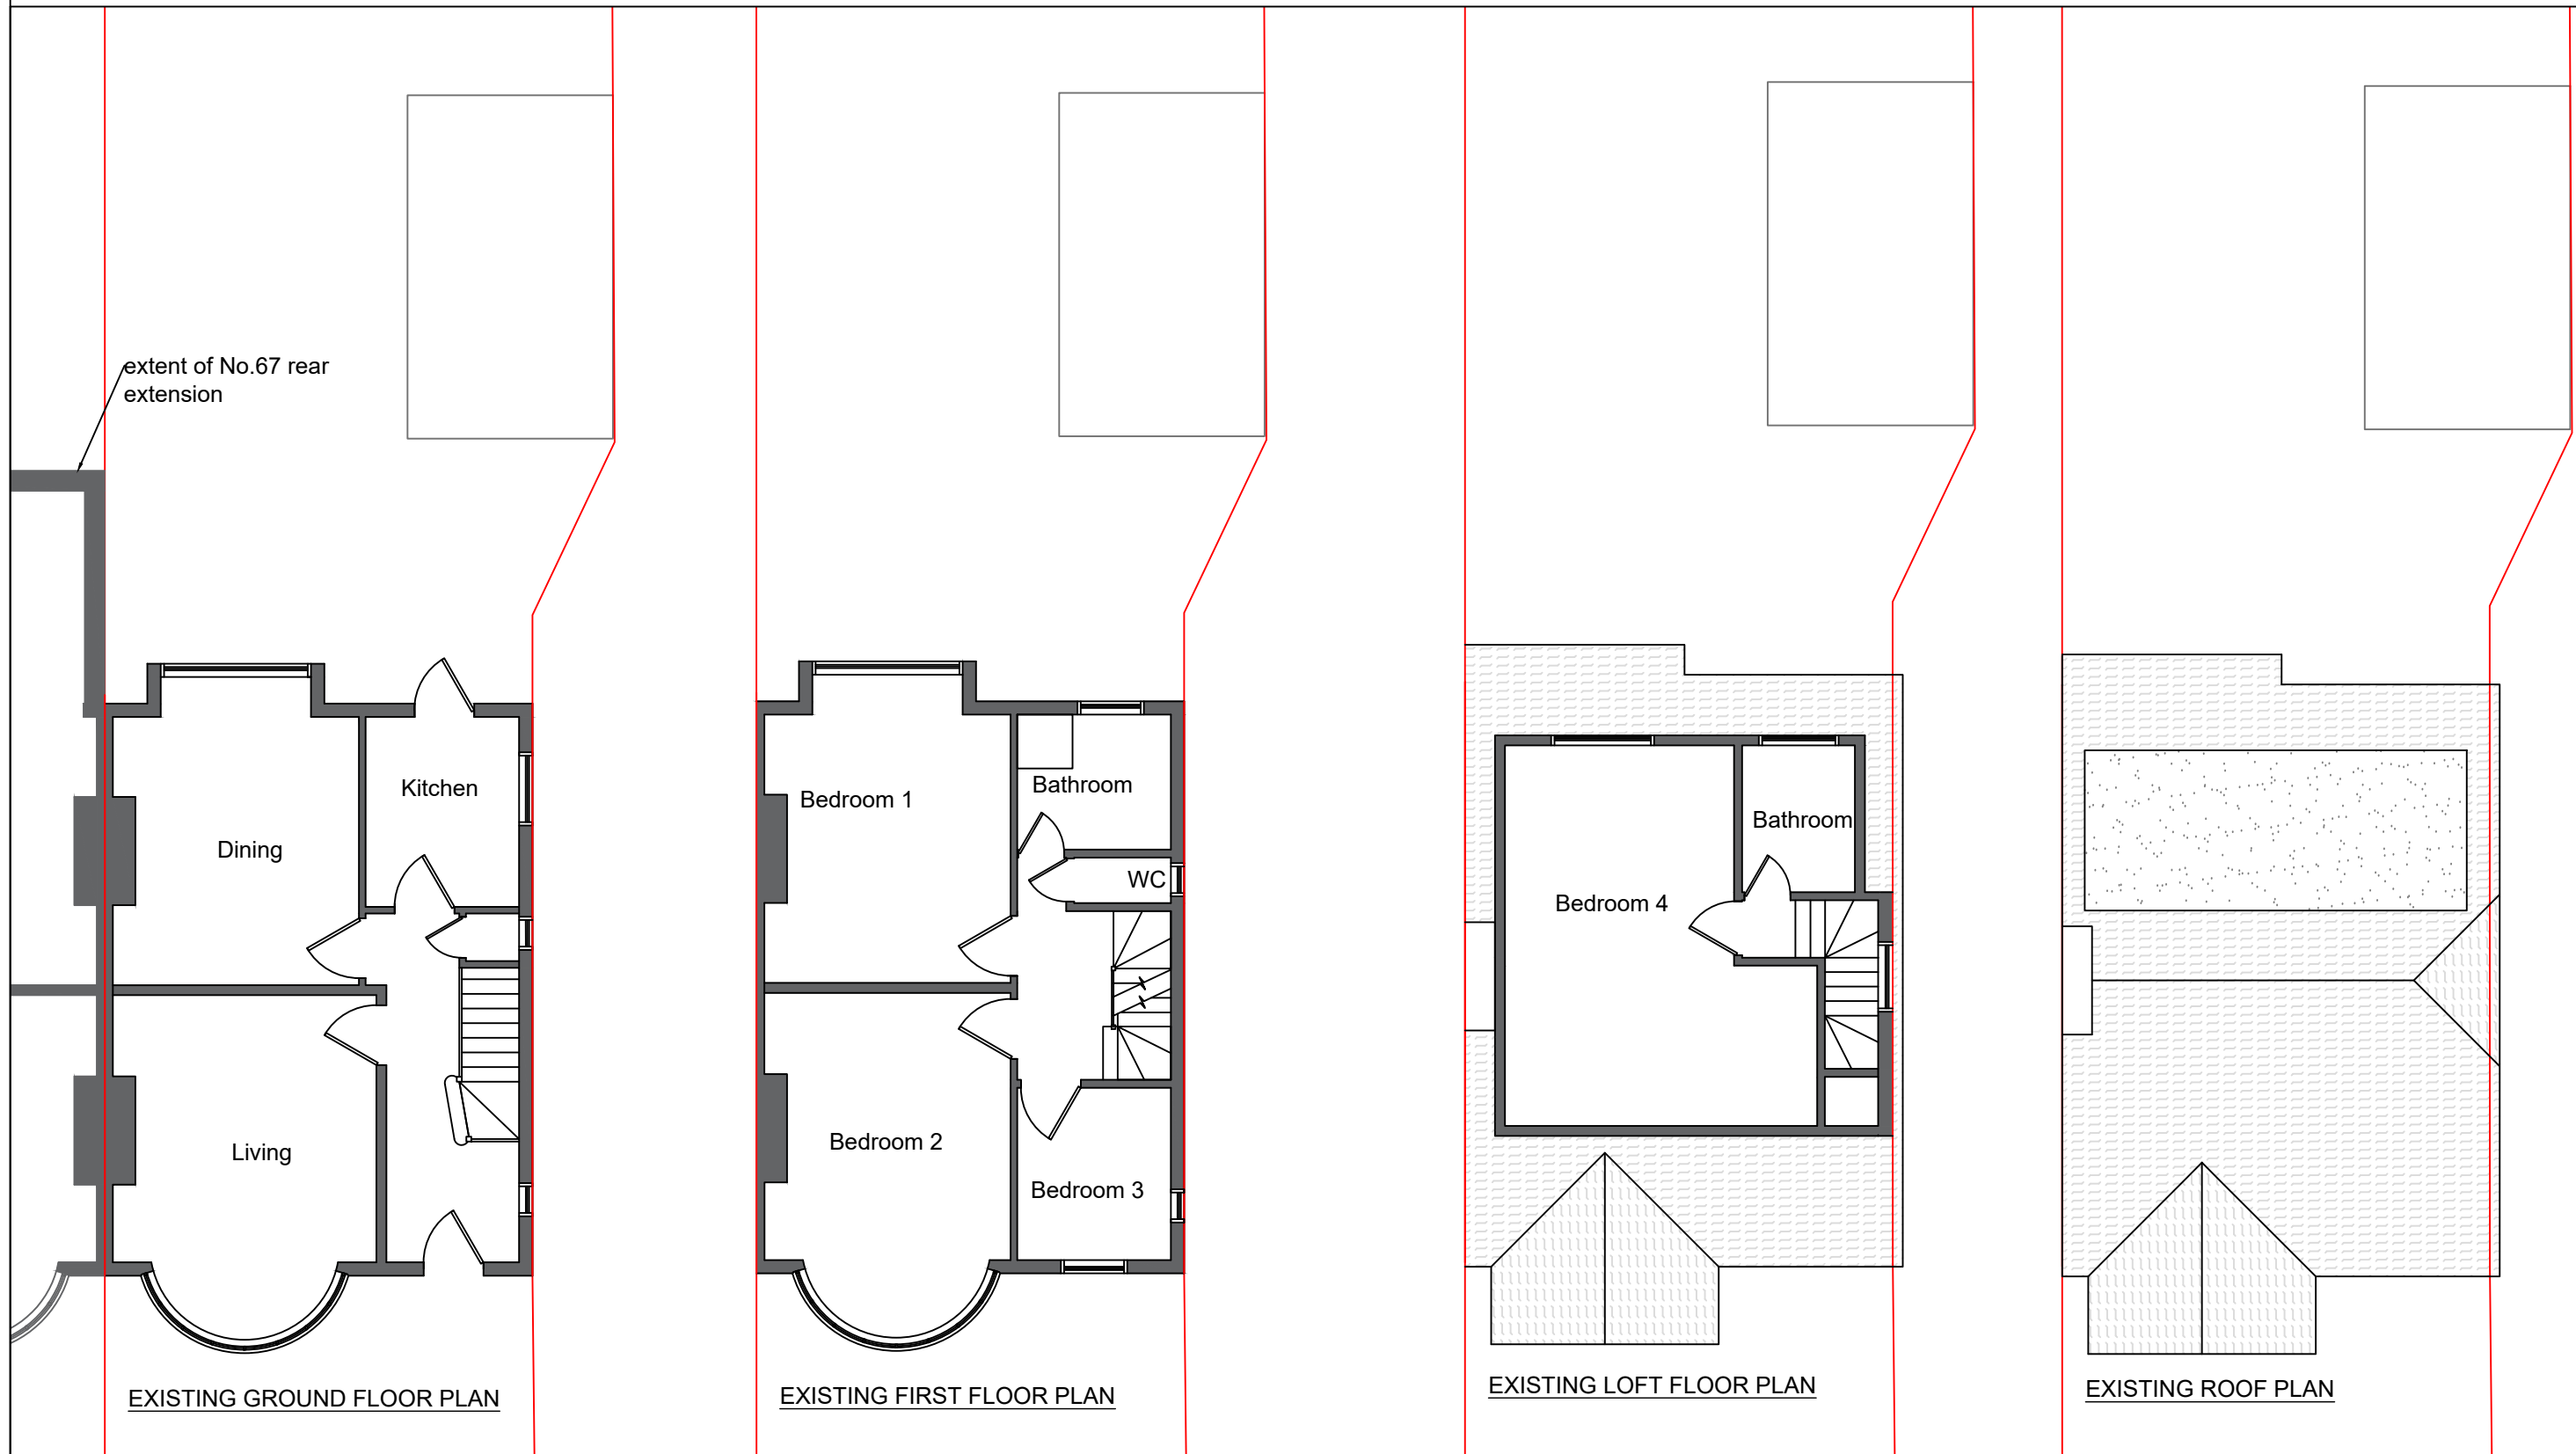 extent of No.67 rear
extension
Kitchen
Dining
Living
EXISTING GROUND FLOOR PLAN
Bedroom 1
Bathroom
WC
Bedroom 2
Bedroom 3
EXISTING FIRST FLOOR PLAN
Bathroom
Bedroom 4
EXISTING LOFT FLOOR PLAN
EXISTING ROOF PLAN